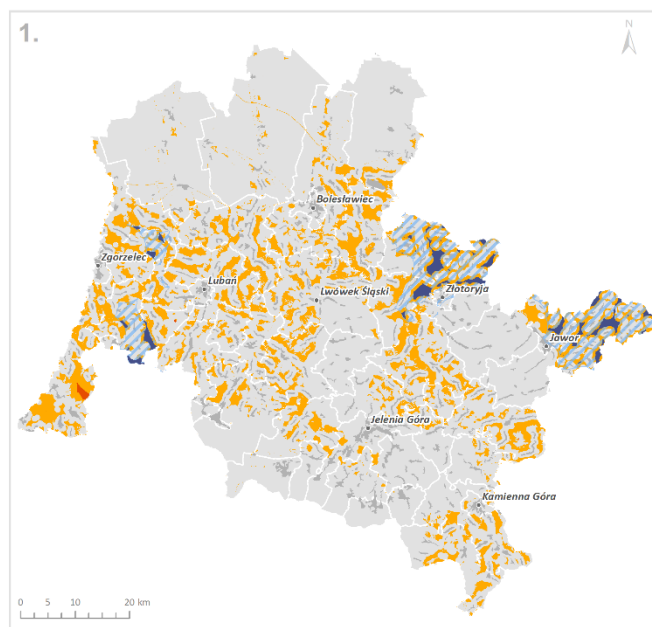 1.
N
Bolesławiec
Zgorzelec
Lubań
Lwówek Śląski
Złotoryja
Jawor
Jelenia Góra
Kamienna Góra
0 5 10 20 km